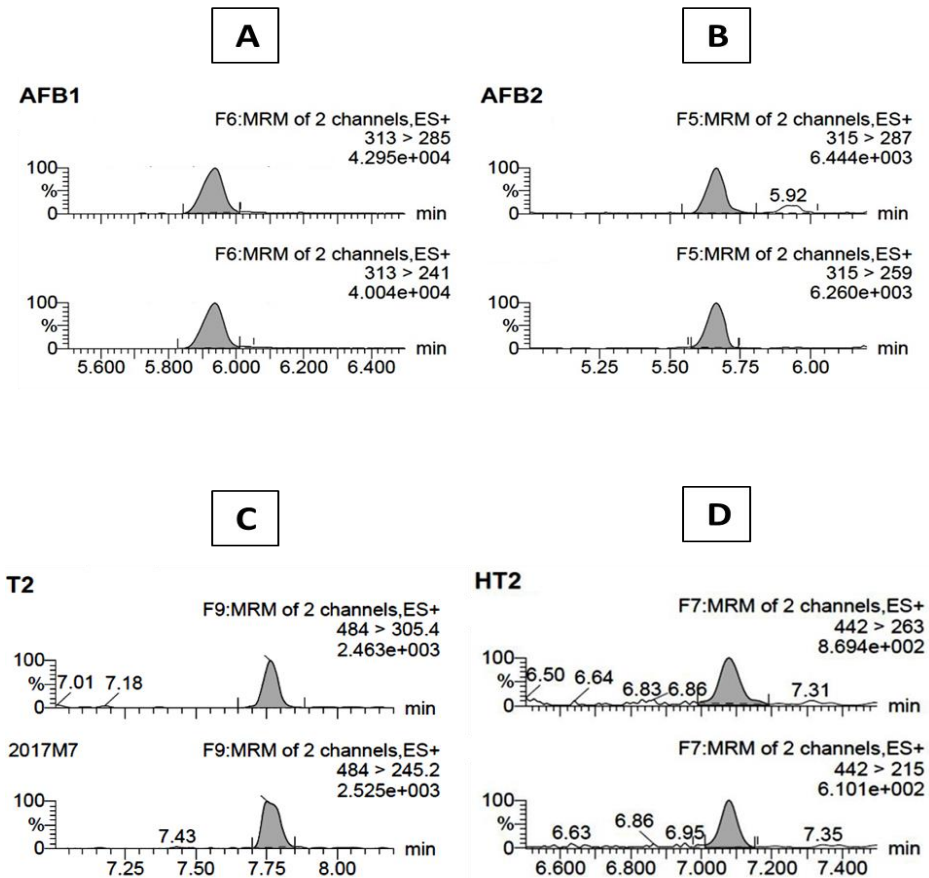 A
AFB1
F6:MRM of 2 channels,ES+
313 > 285
4.295e+004
100
%
0
min
F6:MRM of 2 channels,ES+
313 > 241
4.004e+004
100
%
0
min
5.600 5.800 6.000 6.200 6.400
B
AFB2
F5:MRM of 2 channels,ES+
315 > 287
6.444e+003
100
5.92
%
0
min
F5:MRM of 2 channels,ES+
315 > 259
6.260e+003
100
%
0
min
5.25 5.50 5.75 6.00
C
T2
F9:MRM of 2 channels,ES+
484 > 305.4
2.463e+003
100
7.01 7.18
%
0
min
2017M7
F9:MRM of 2 channels,ES+
484 > 245.2
2.525e+003
100
%
7.43
0
min
7.25 7.50 7.75 8.00
D
HT2
F7:MRM of 2 channels,ES+
442 > 263
8.694e+002
100
6.50 6.64 6.83 6.86 7.31
%
0
min
F7:MRM of 2 channels,ES+
442 > 215
6.101e+002
100
6.63 6.86 6.95 7.35
%
0
min
6.600 6.800 7.000 7.200 7.400